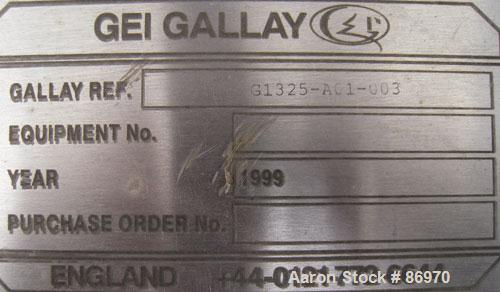 GEI GALLAY
GALLAY REF. G1325-A01-003
EQUIPMENT No.
YEAR 1999
PURCHASE ORDER No.
ENGLAND
Aaron Stock # 86970